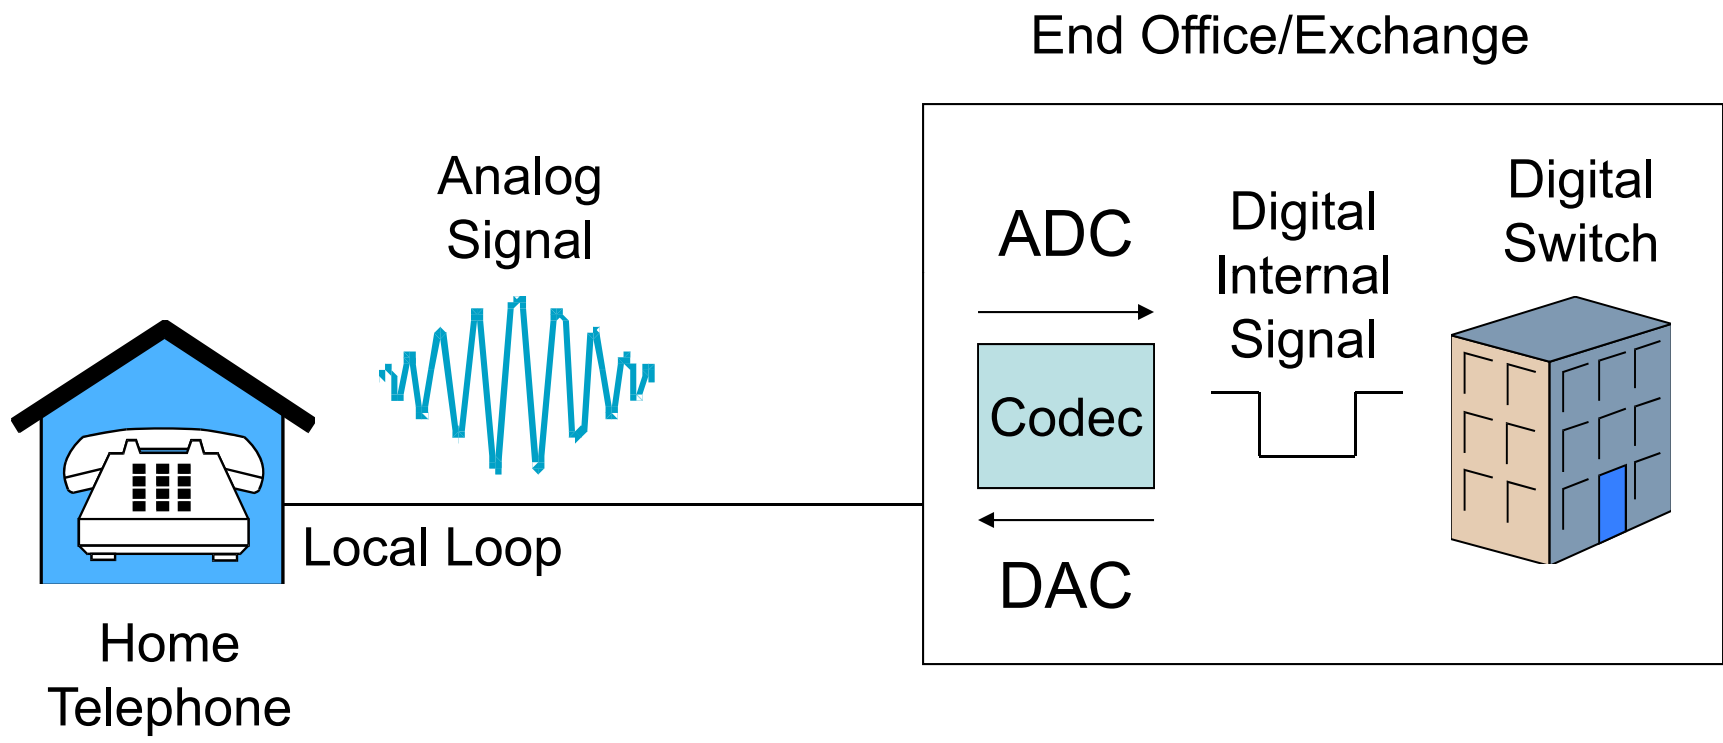 End Office/Exchange
Analog
Signal
ADC
Digital
Internal
Signal
Digital
Switch
Codec
Local Loop
DAC
Home
Telephone